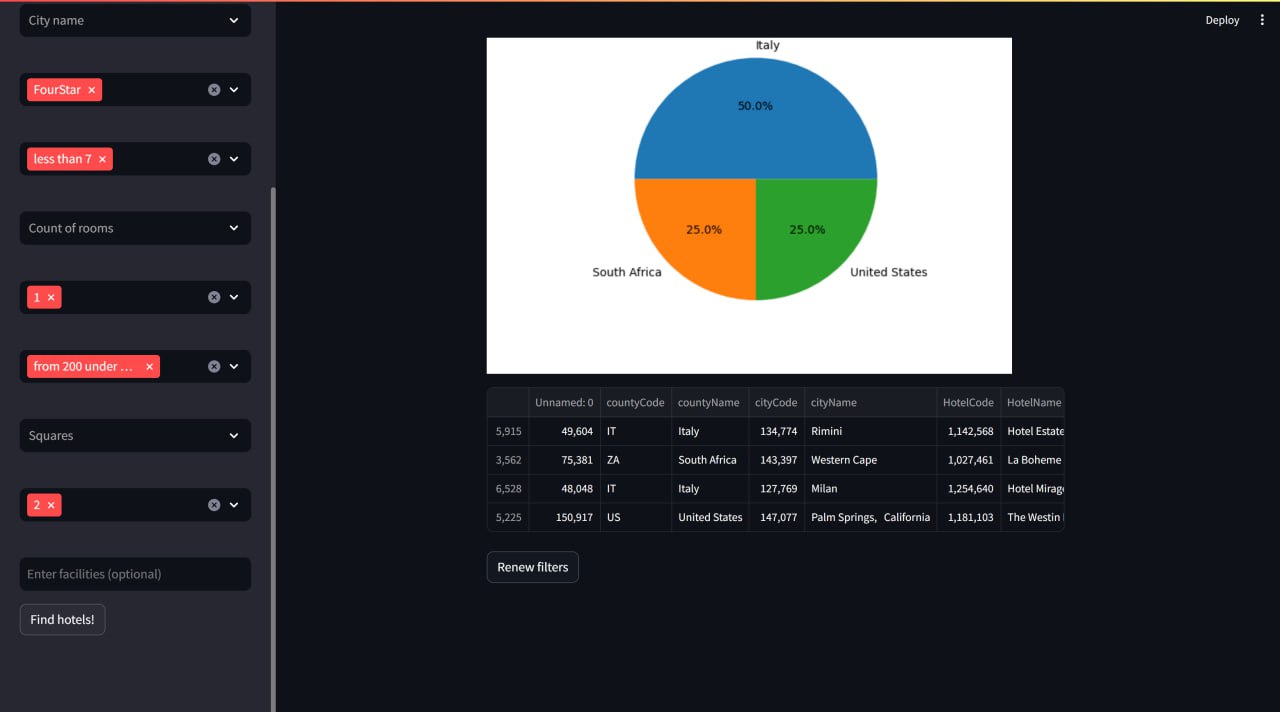 City name
FourStar
less than 7
Count of rooms
1
from 200 under ...
Squares
2
Enter facilities (optional)
Find hotels!
Deploy
Italy
50.0%
25.0% 25.0%
South Africa United States
Unnamed: 0 countyCode countyName cityCode cityName HotelCode HotelName
5,915 49,604 IT Italy 134,774 Rimini 1,142,568 Hotel Estate
3,562 75,381 ZA South Africa 143,397 Western Cape 1,027,461 La Boheme
6,528 48,048 IT Italy 127,769 Milan 1,254,640 Hotel Mirag
5,225 150,917 US United States 147,077 Palm Springs, California 1,181,103 The Westin
Renew filters